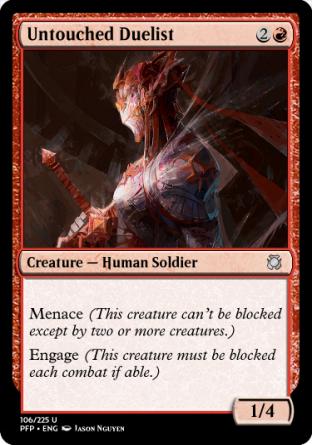 Untouched Duelist 2
Creature — Human Soldier
Menace (This creature can't be blocked
except by two or more creatures.)
Engage (This creature must be blocked
each combat if able.)
1/4
106/225 U
PFP • ENG Jason Nguyen